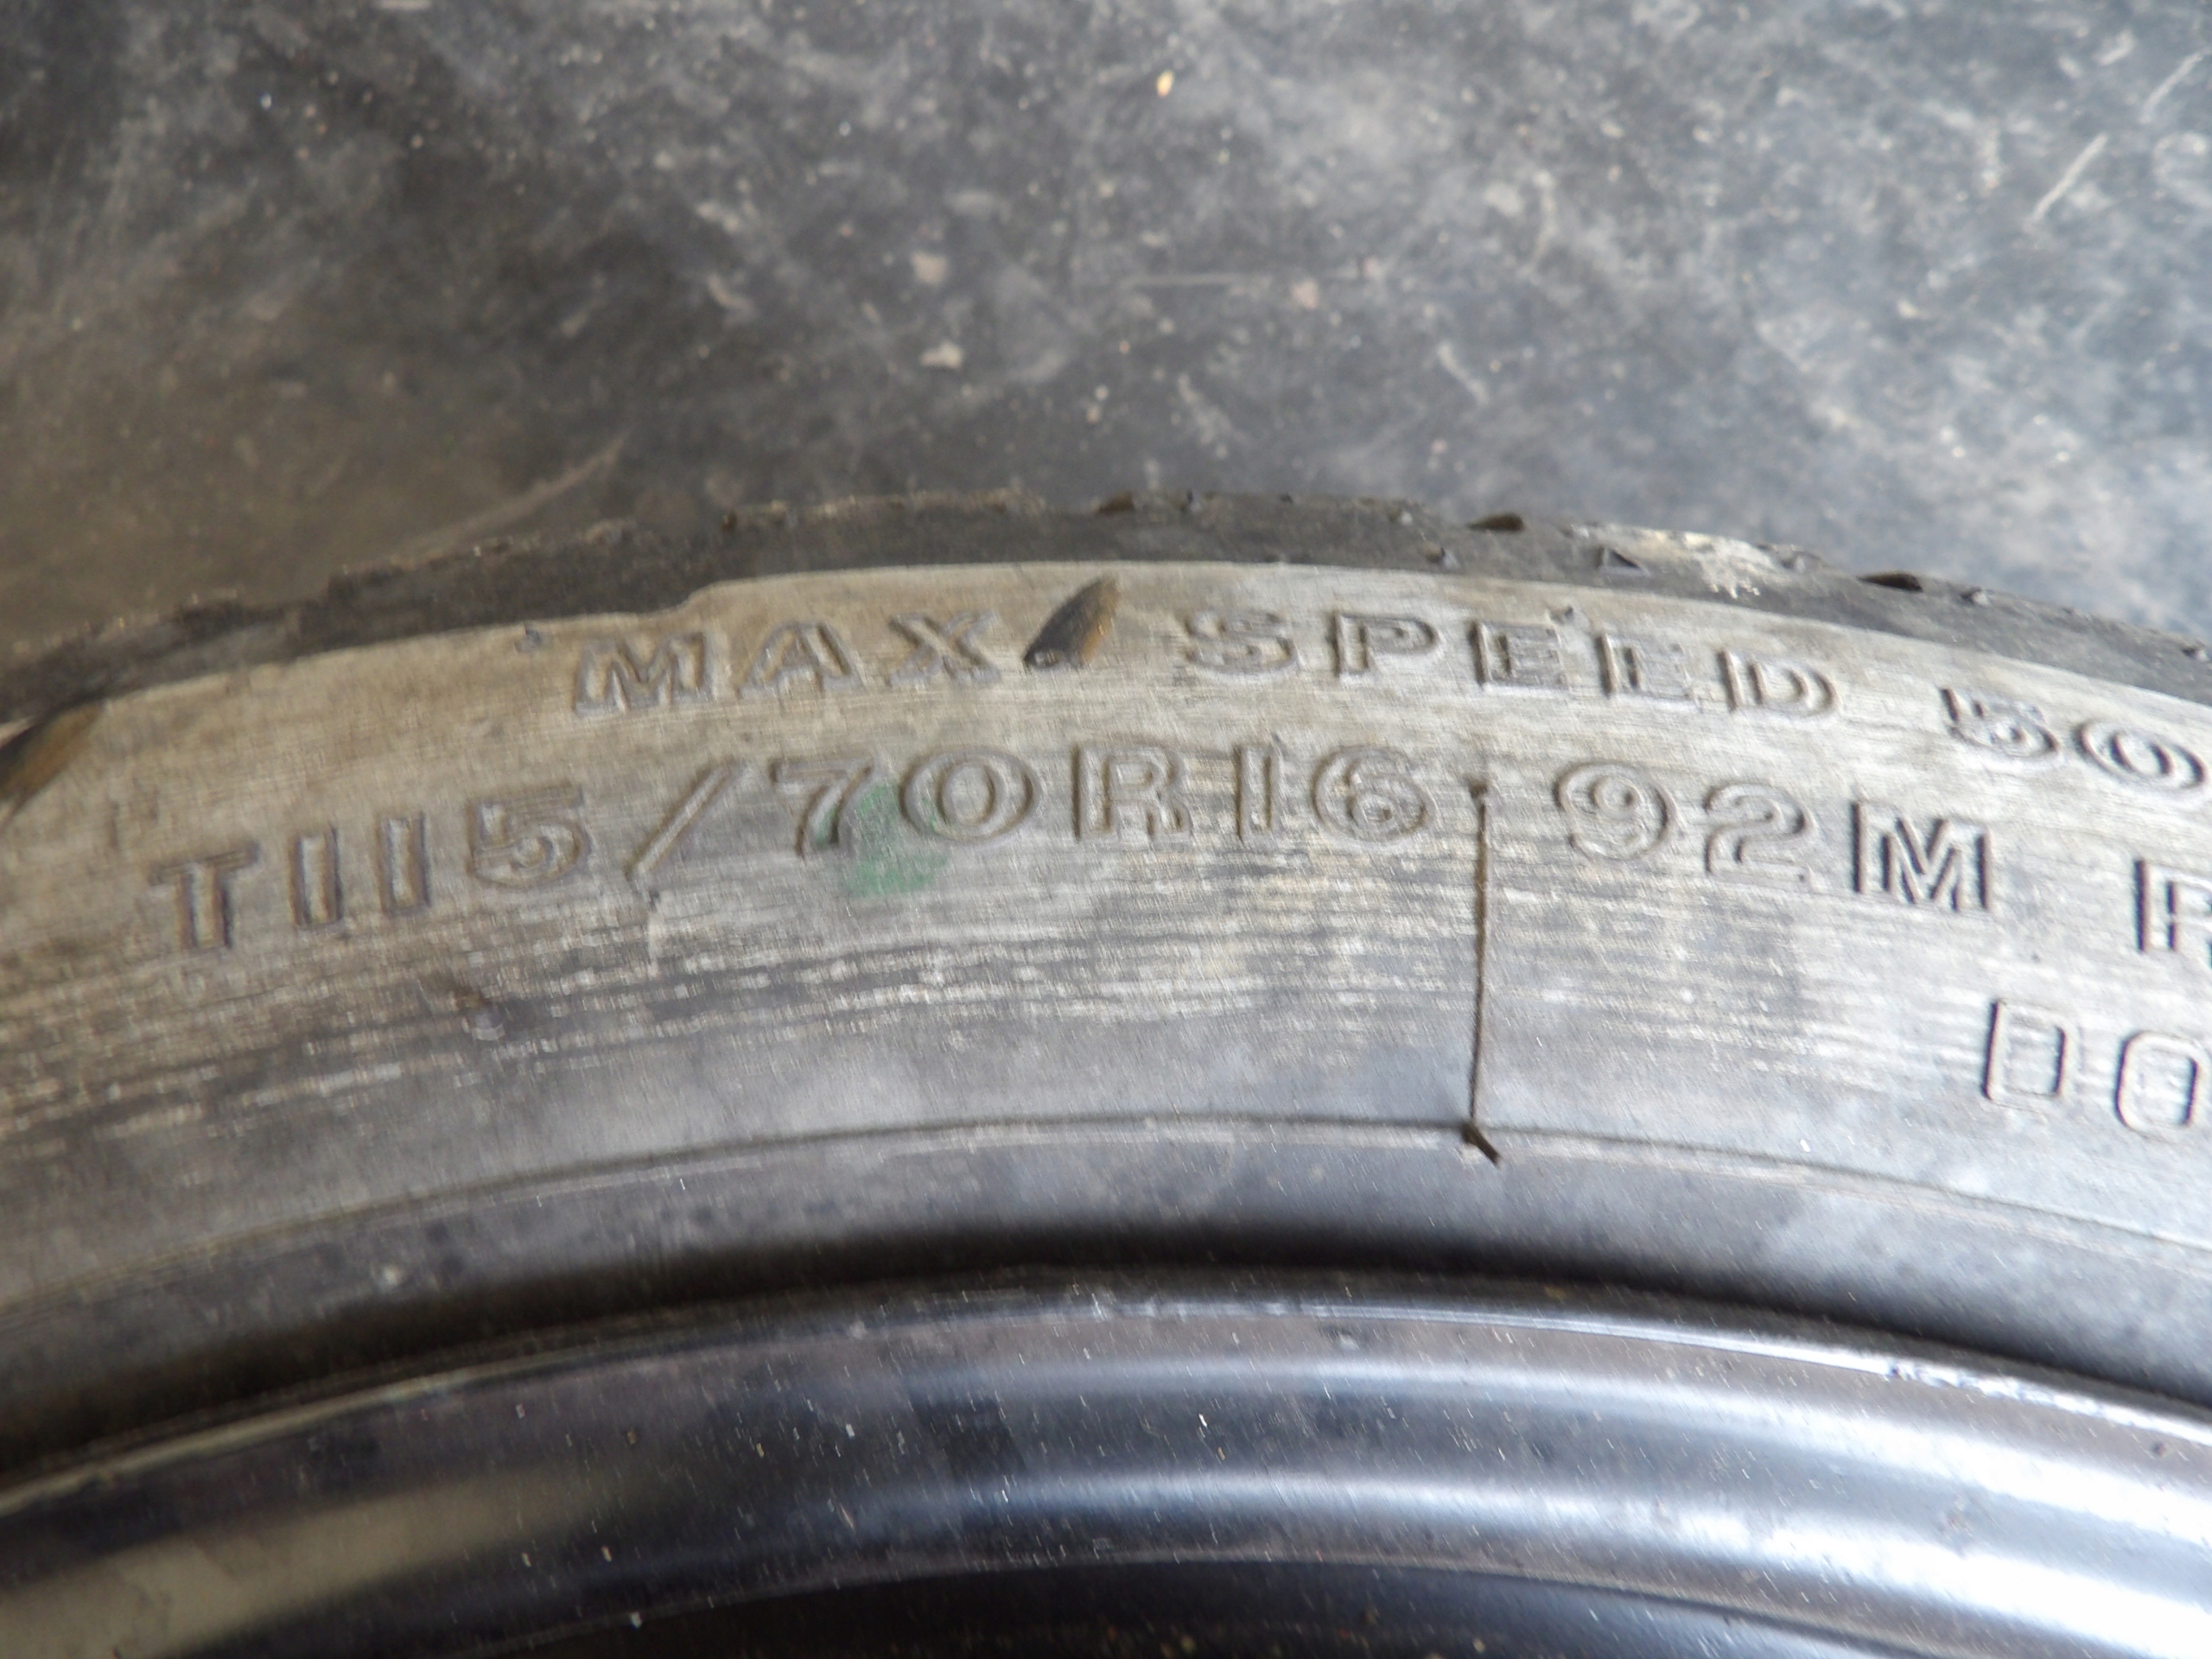 MAX. SPEED 50
T115/70R16 92M
DO